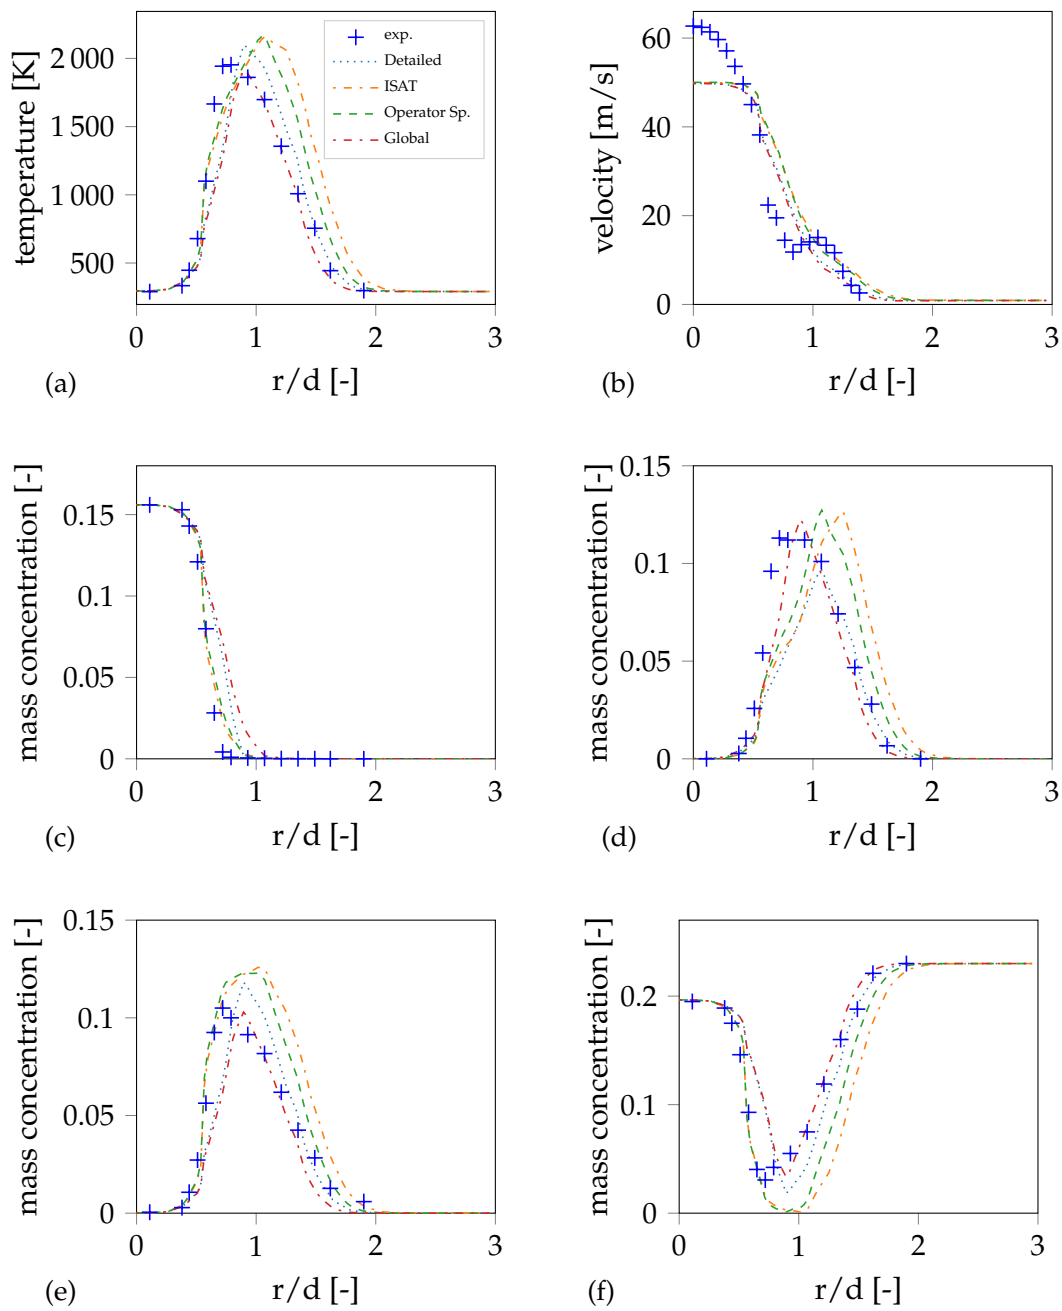 temperature [K]
2 000
1500
1 000
500
0
1
2
3
r/d [-]
(a)
exp.
Detailed
ISAT
Operator Sp.
Global
velocity [m/s]
60
40
20
0
0
1
2
3
r/d [-]
(b)
mass concentration [-]
0.15
0.1
0.05
0
0
1
2
3
r/d [-]
(c)
mass concentration [-]
0.15
0.1
0.05
0
0
1
2
3
r/d [-]
(d)
mass concentration [-]
0.15
0.1
0.05
0
0
1
2
3
r/d [-]
(e)
mass concentration [-]
0.2
0.1
0
0
1
2
3
r/d [-]
(f)